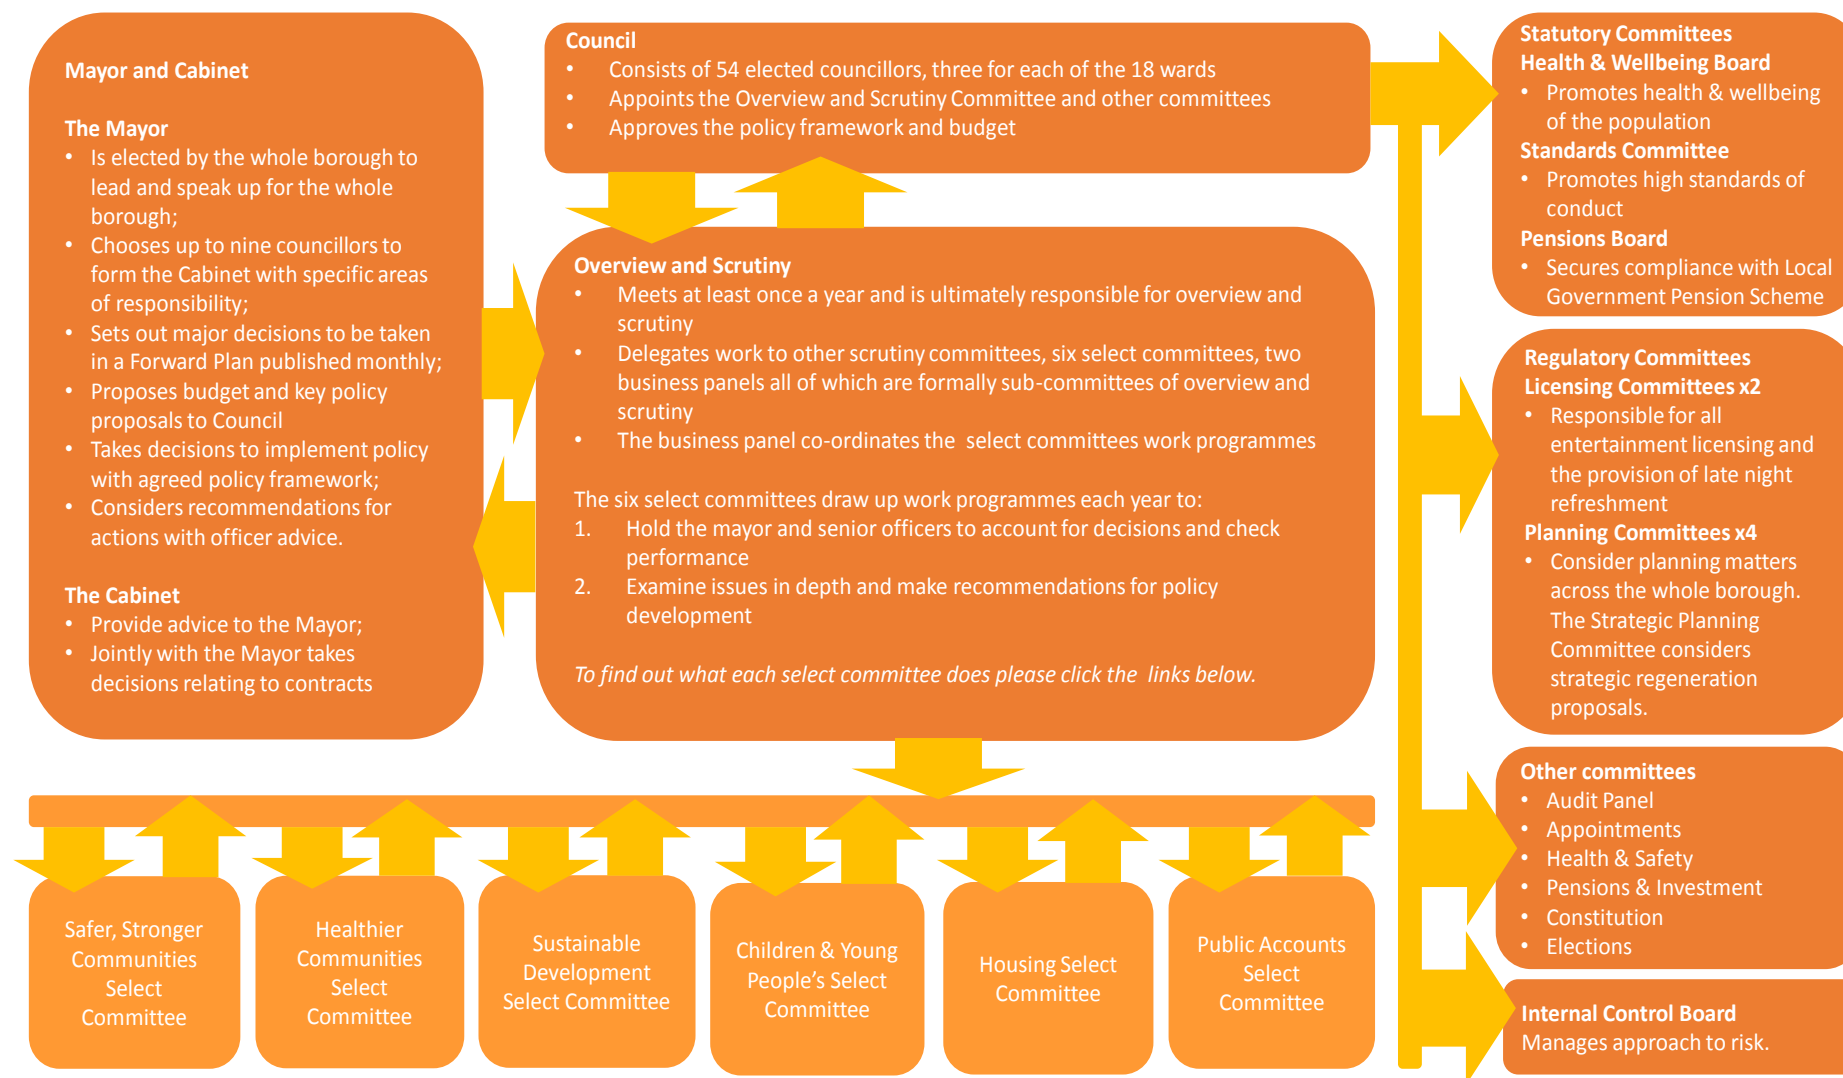 Mayor and Cabinet
The Mayor
• Is elected by the whole borough to
lead and speak up for the whole
borough;
• Chooses up to nine councillors to
form the Cabinet with specific areas
of responsibility;
• Sets out major decisions to be taken
in a Forward Plan published monthly;
• Proposes budget and key policy
proposals to Council
• Takes decisions to implement policy
with agreed policy framework;
• Considers recommendations for
actions with officer advice.
The Cabinet
• Provide advice to the Mayor;
• Jointly with the Mayor takes
decisions relating to contracts
Council
• Consists of 54 elected councillors, three for each of the 18 wards
• Appoints the Overview and Scrutiny Committee and other committees
• Approves the policy framework and budget
Overview and Scrutiny
• Meets at least once a year and is ultimately responsible for overview and
scrutiny
• Delegates work to other scrutiny committees, six select committees, two
business panels all of which are formally sub-committees of overview and
scrutiny
• The business panel co-ordinates the select committees work programmes
The six select committees draw up work programmes each year to:
1. Hold the mayor and senior officers to account for decisions and check
performance
2. Examine issues in depth and make recommendations for policy
development
To find out what each select committee does please click the links below.
Statutory Committees
Health & Wellbeing Board
• Promotes health & wellbeing
of the population
Standards Committee
• Promotes high standards of
conduct
Pensions Board
• Secures compliance with Local
Government Pension Scheme
Regulatory Committees
Licensing Committees x2
• Responsible for all
entertainment licensing and
the provision of late night
refreshment
Planning Committees x4
• Consider planning matters
across the whole borough.
The Strategic Planning
Committee considers
strategic regeneration
proposals.
Other committees
• Audit Panel
• Appointments
• Health & Safety
• Pensions & Investment
• Constitution
• Elections
Internal Control Board
Manages approach to risk.
Safer, Stronger
Communities
Select
Committee
Healthier
Communities
Select
Committee
Sustainable
Development
Select Committee
Children & Young
People's Select
Committee
Housing Select
Committee
Public Accounts
Select
Committee